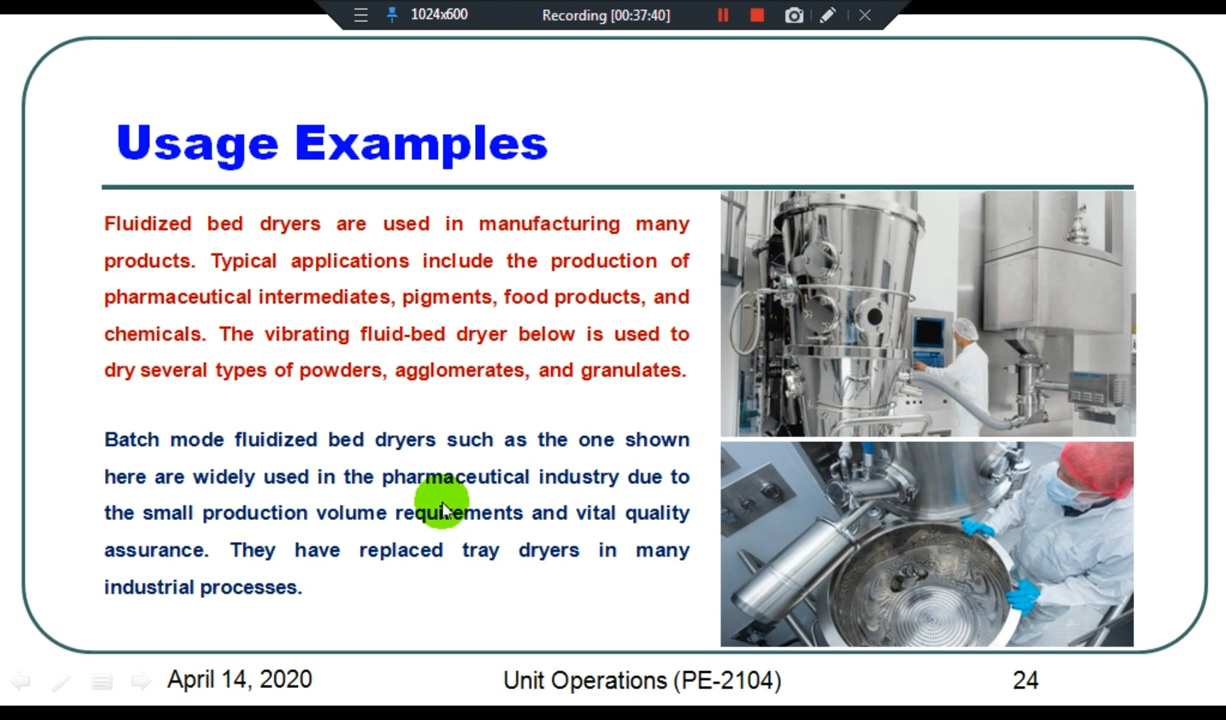 1024x600
Recording [00:37:40]
Usage Examples
Fluidized bed dryers are used in manufacturing many
products. Typical applications include the production of
pharmaceutical intermediates, pigments, food products, and
chemicals. The vibrating fluid-bed dryer below is used to
dry several types of powders, agglomerates, and granulates.
Batch mode fluidized bed dryers such as the one shown
here are widely used in the pharmaceutical industry due to
the small production volume requirements and vital quality
assurance. They have replaced tray dryers in many
industrial processes.
April 14, 2020
Unit Operations (PE-2104)
24